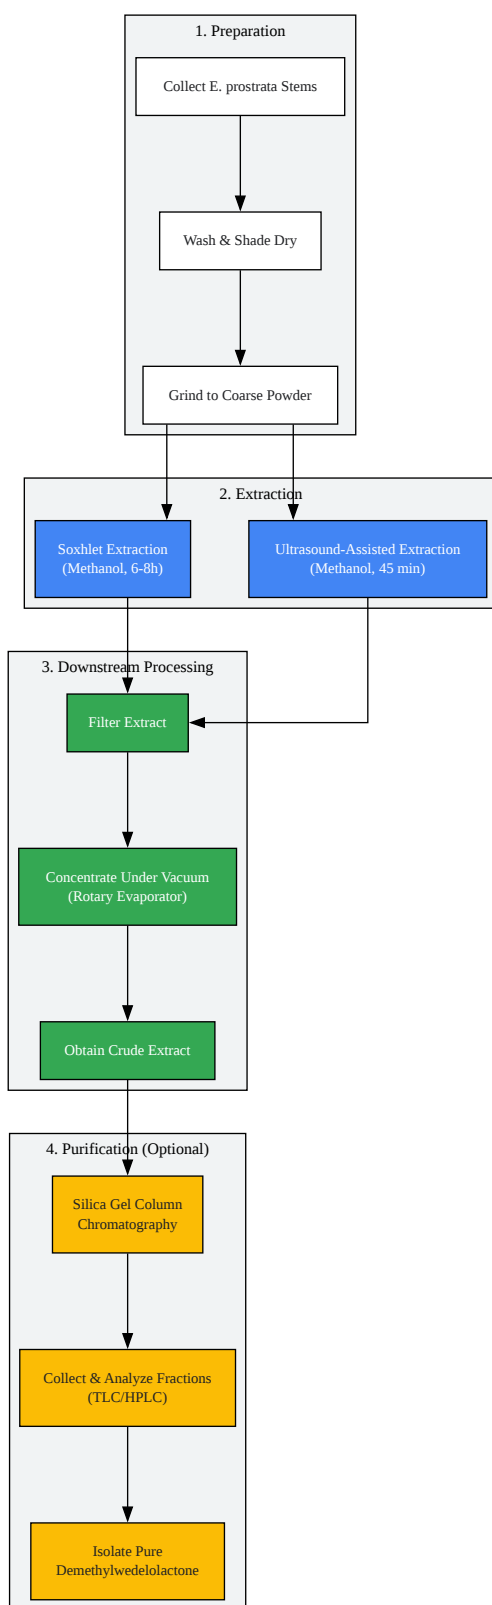 1. Preparation
Collect E. prostrata Stems
Wash & Shade Dry
Grind to Coarse Powder
2. Extraction
Soxhlet Extraction
(Methanol, 6-8h)
Ultrasound-Assisted Extraction
(Methanol, 45 min)
3. Downstream Processing
Filter Extract
Concentrate Under Vacuum
(Rotary Evaporator)
Obtain Crude Extract
4. Purification (Optional)
Silica Gel Column
Chromatography
Collect & Analyze Fractions
(TLC/HPLC)
Isolate Pure
Demethylwedelolactone